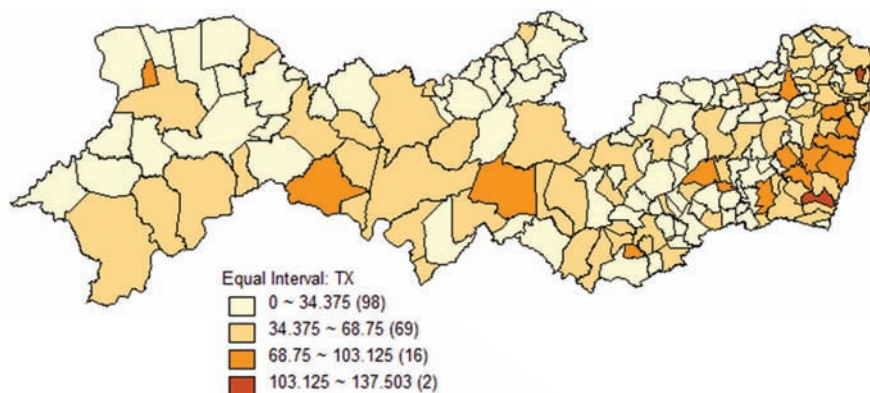 Equal Interval: TX
0 ~ 34.375 (98)
34.375 ~ 68.75 (69)
68.75 ~ 103.125 (16)
103.125 ~ 137.503 (2)